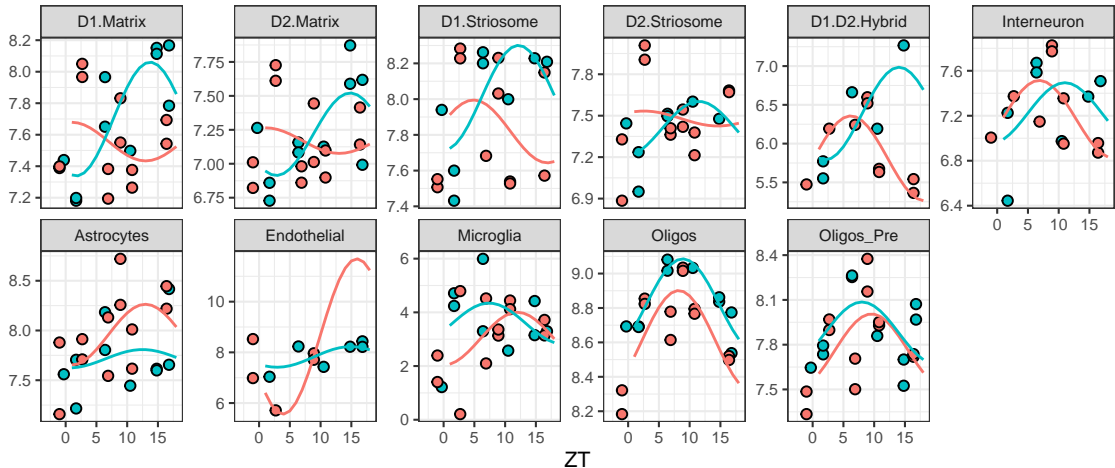 D1.Matrix D2.Matrix D1.Striosome D2.Striosome D1.D2.Hybrid Interneuron
8.2 8.0 7.8 7.6 7.4 7.2
7.75 7.50 7.25 7.00 6.75
8.2 8.0 7.8 7.6 7.4
7.8 7.5 7.2 6.9
7.0 6.5 6.0 5.5
7.6 7.2 6.8 6.4
0 5 10 15
Astrocytes Endothelial Microglia Oligos Oligos_Pre
8.5 8.0 7.5
10 8 6
6 4 2 0
9.0 8.8 8.6 8.4 8.2
8.4 8.1 7.8 7.5
0 5 10 15 0 5 10 15 0 5 10 15 0 5 10 15 0 5 10 15
ZT